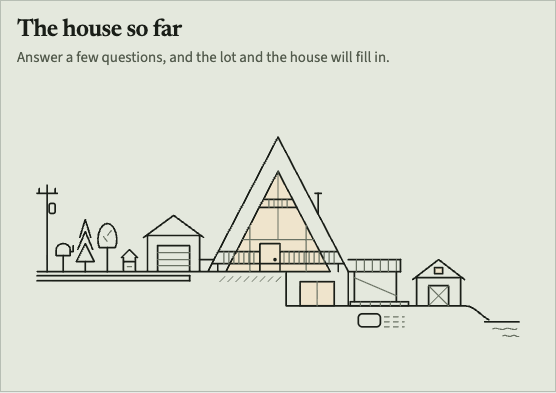 The house so far
Answer a few questions, and the lot and the house will fill in.